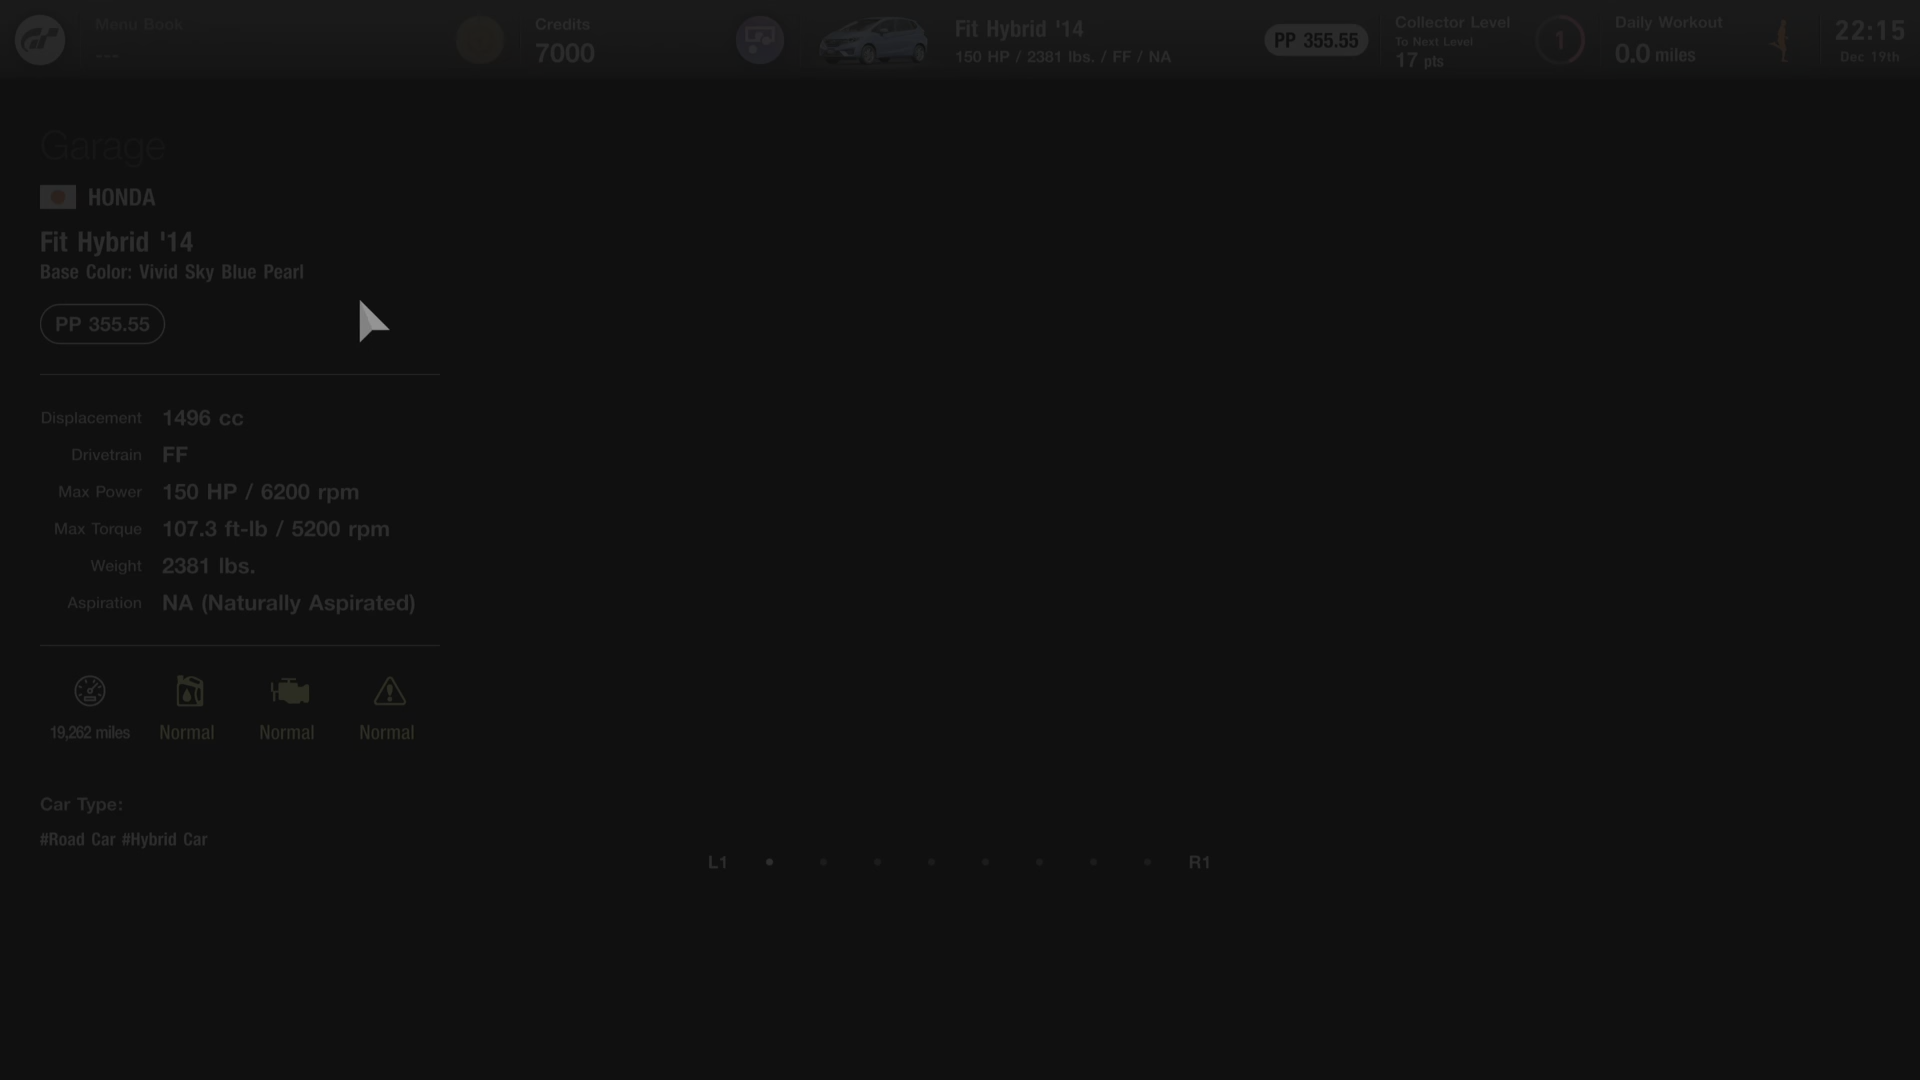 Menu Book
---
Credits
7000
Fit Hybrid '14
150 HP / 2381 lbs. / FF / NA
PP 355.55
Collector Level
To Next Level
17 pts
1
Daily Workout
0.0 miles
22:15
Dec 19th
Garage
HONDA
Fit Hybrid '14
Base Color: Vivid Sky Blue Pearl
PP 355.55
Displacement 1496 cc
Drivetrain FF
Max Power 150 HP / 6200 rpm
Max Torque 107.3 ft-lb / 5200 rpm
Weight 2381 lbs.
Aspiration NA (Naturally Aspirated)
19,262 miles Normal Normal Normal
Car Type:
#Road Car #Hybrid Car
L1 R1